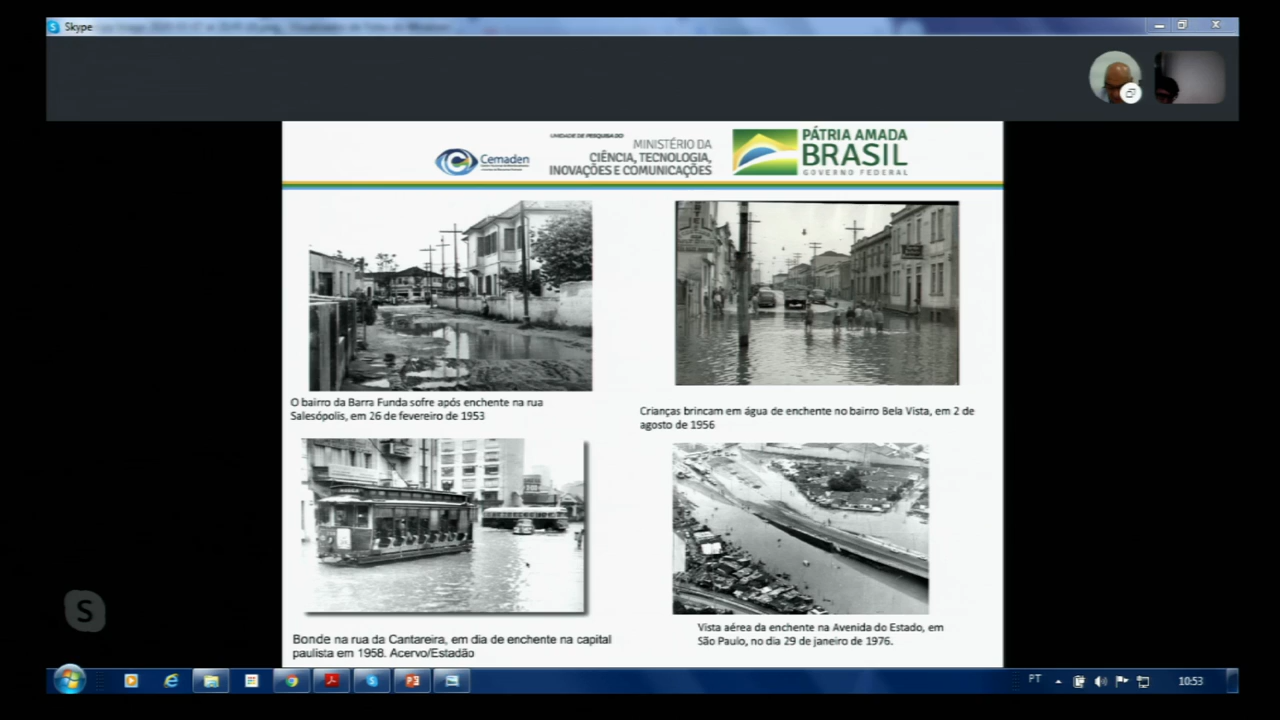 Skype
UNIDADE DE PESQUISA DO
MINISTÉRIO DA
CIÊNCIA, TECNOLOGIA,
INOVAÇÕES E COMUNICAÇÕES
Cemaden
PÁTRIA AMADA
BRASIL
GOVERNO FEDERAL
O bairro da Barra Funda sofre após enchente na rua
Salesópolis, em 26 de fevereiro de 1953
Crianças brincam em água de enchente no bairro Bela Vista, em 2 de
agosto de 1956
Bonde na rua da Cantareira, em dia de enchente na capital
paulista em 1958. Acervo/Estadão
Vista aérea da enchente na Avenida do Estado, em
São Paulo, no dia 29 de janeiro de 1976.
PT
10:53